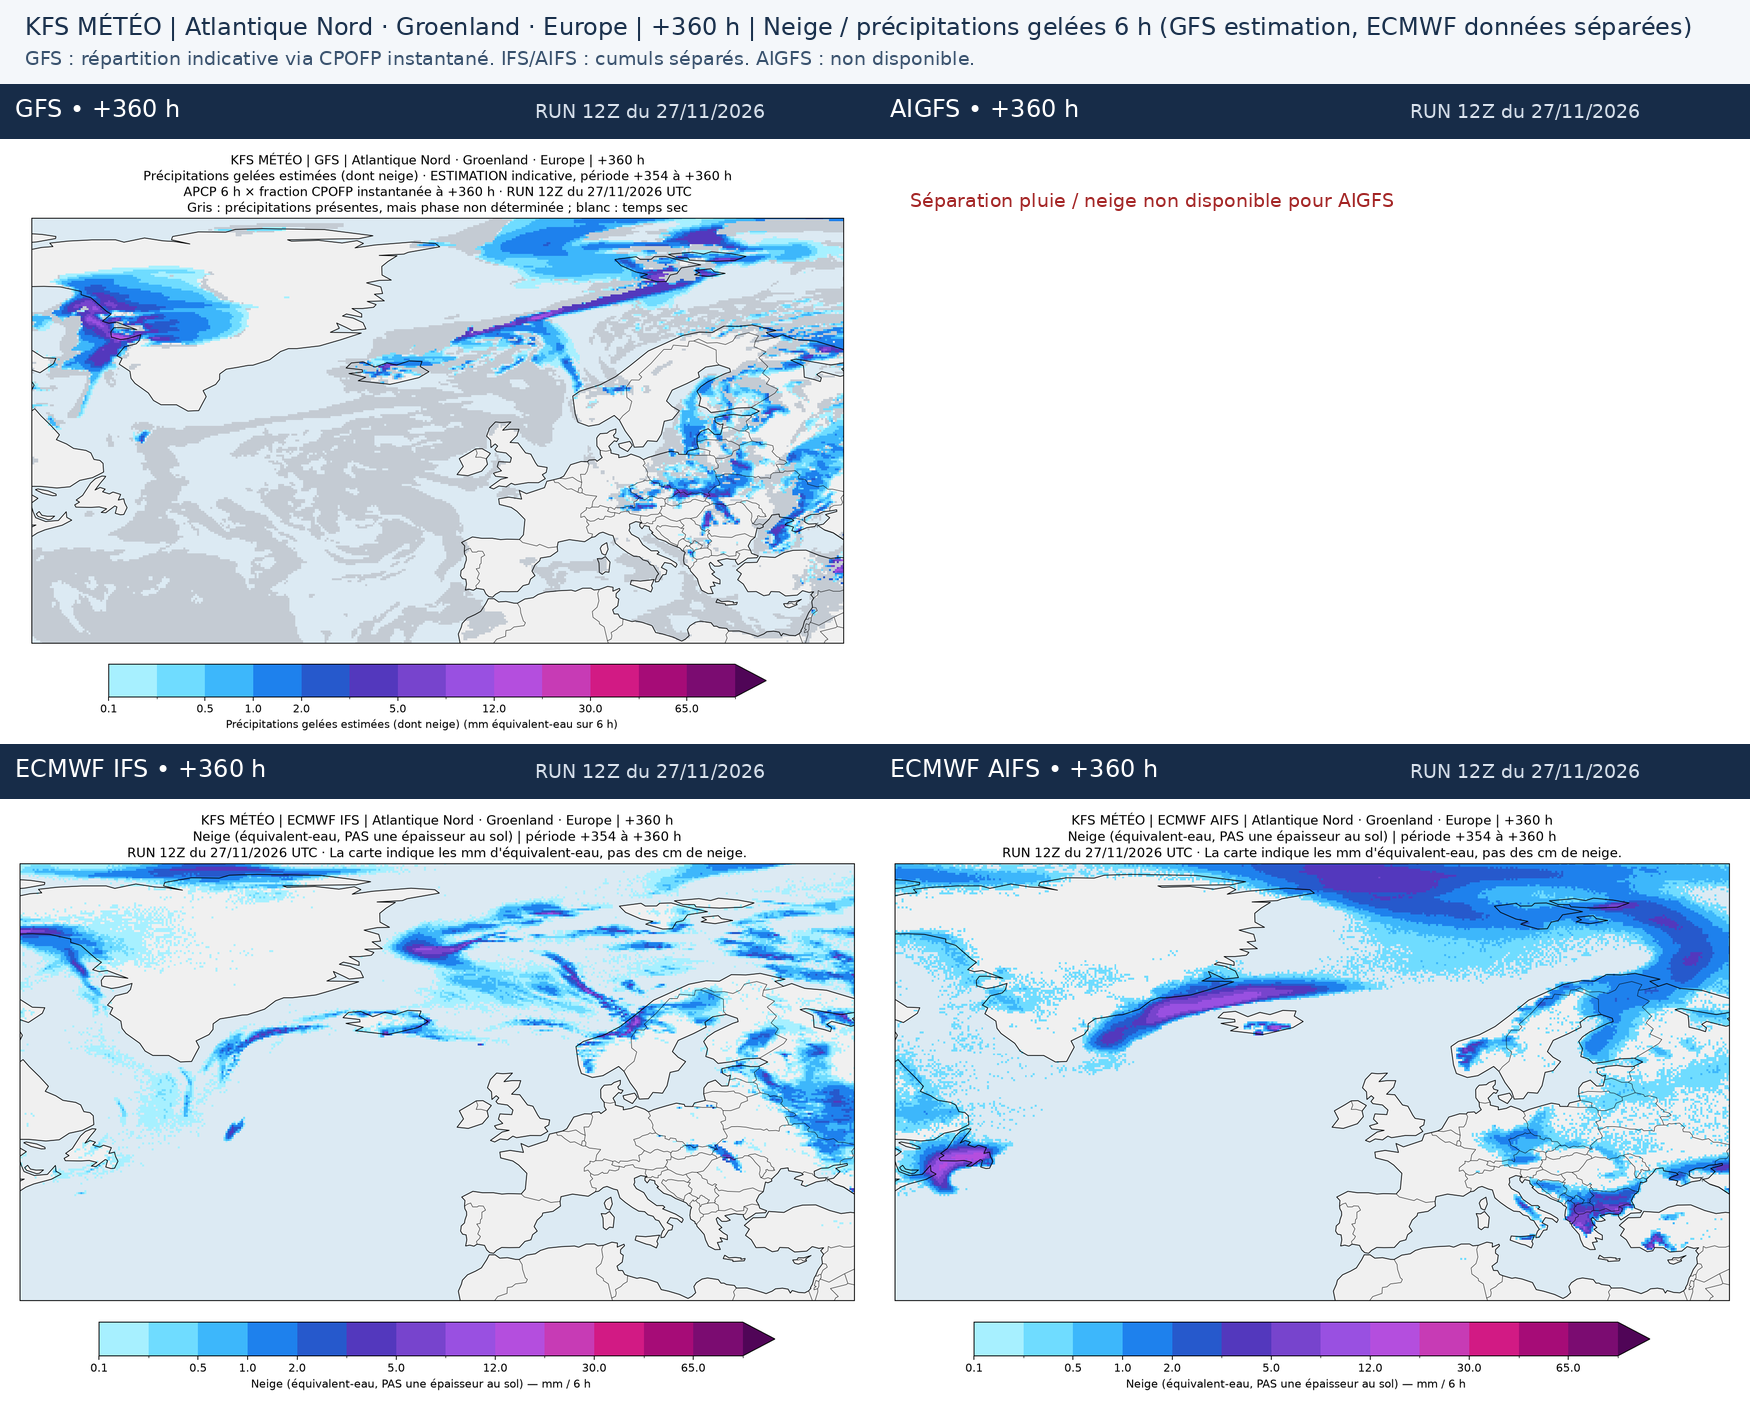 KFS MÉTÉO | Atlantique Nord · Groenland · Europe | +360 h | Neige / précipitations gelées 6 h (GFS estimation, ECMWF données séparées)
GFS : répartition indicative via CPOFP instantané. IFS/AIFS : cumuls séparés. AIGFS : non disponible.
GFS • +360 h
RUN 12Z du 27/11/2026
AIGFS • +360 h
RUN 12Z du 27/11/2026
KFS MÉTÉO | GFS | Atlantique Nord · Groenland · Europe | +360 h
Précipitations gelées estimées (dont neige) · ESTIMATION indicative, période +354 à +360 h
APCP 6 h × fraction CPOFP instantanée à +360 h · RUN 12Z du 27/11/2026 UTC
Gris : précipitations présentes, mais phase non déterminée ; blanc : temps sec
Séparation pluie / neige non disponible pour AIGFS
0.1 0.5 1.0 2.0 5.0 12.0 30.0 65.0
Précipitations gelées estimées (dont neige) (mm équivalent-eau sur 6 h)
ECMWF IFS • +360 h
RUN 12Z du 27/11/2026
ECMWF AIFS • +360 h
RUN 12Z du 27/11/2026
KFS MÉTÉO | ECMWF IFS | Atlantique Nord · Groenland · Europe | +360 h
Neige (équivalent-eau, PAS une épaisseur au sol) | période +354 à +360 h
RUN 12Z du 27/11/2026 UTC · La carte indique les mm d'équivalent-eau, pas des cm de neige.
KFS MÉTÉO | ECMWF AIFS | Atlantique Nord · Groenland · Europe | +360 h
Neige (équivalent-eau, PAS une épaisseur au sol) | période +354 à +360 h
RUN 12Z du 27/11/2026 UTC · La carte indique les mm d'équivalent-eau, pas des cm de neige.
0.1 0.5 1.0 2.0 5.0 12.0 30.0 65.0
Neige (équivalent-eau, PAS une épaisseur au sol) — mm / 6 h
0.1 0.5 1.0 2.0 5.0 12.0 30.0 65.0
Neige (équivalent-eau, PAS une épaisseur au sol) — mm / 6 h